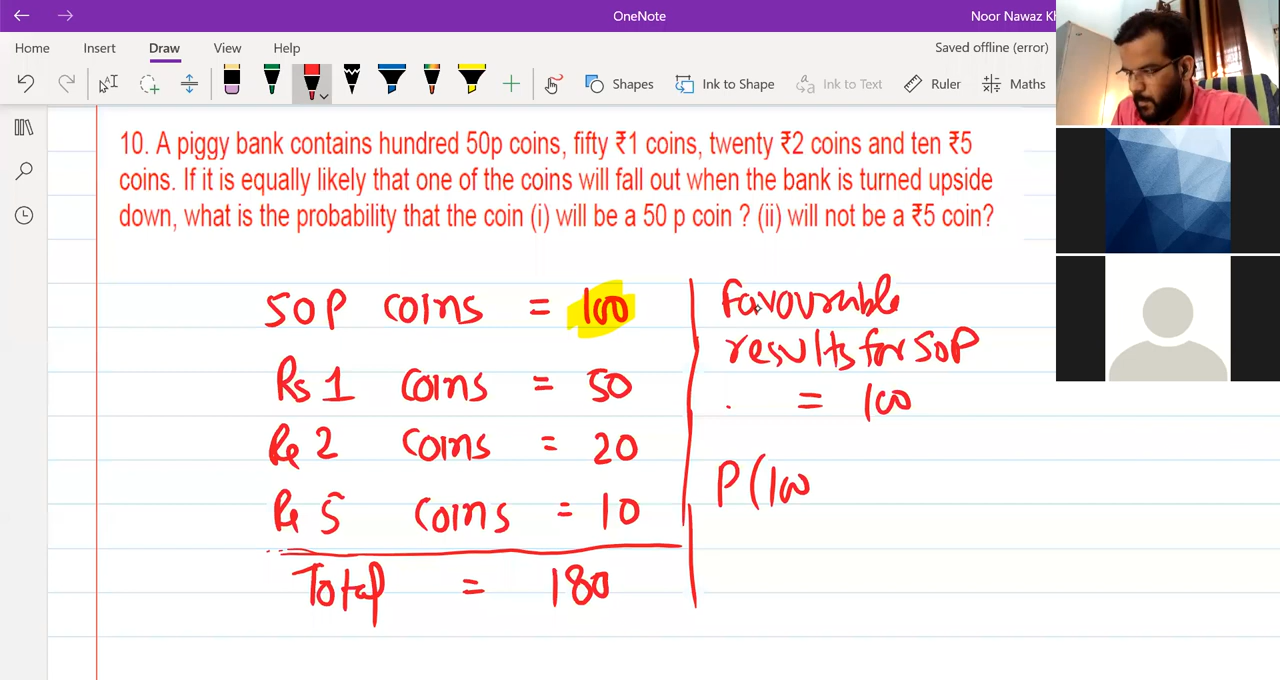 OneNote
Noor Nawaz Kh
Home Insert Draw View Help
Saved offline (error)
Shapes Ink to Shape Ink to Text Ruler Maths
10. A piggy bank contains hundred 50p coins, fifty ₹1 coins, twenty ₹2 coins and ten ₹5
coins. If it is equally likely that one of the coins will fall out when the bank is turned upside
down, what is the probability that the coin (i) will be a 50 p coin ? (ii) will not be a ₹5 coin?
50P coins = 100
Rs 1 coins = 50
Rs 2 coins = 20
Rs 5 coins = 10
Total = 180
favourable
results for 50P
= 100
P(100